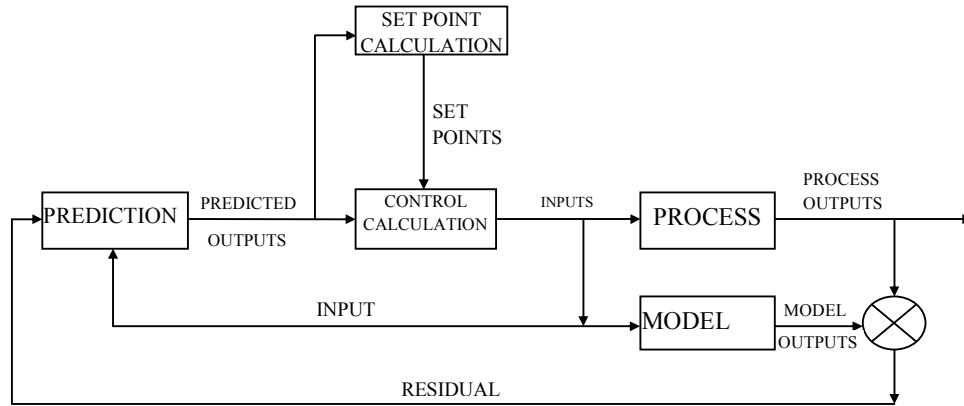 SET POINT
CALCULATION
SET
POINTS
PREDICTION
PREDICTED
OUTPUTS
CONTROL
CALCULATION
INPUTS
PROCESS
PROCESS
OUTPUTS
INPUT
MODEL
MODEL
OUTPUTS
RESIDUAL